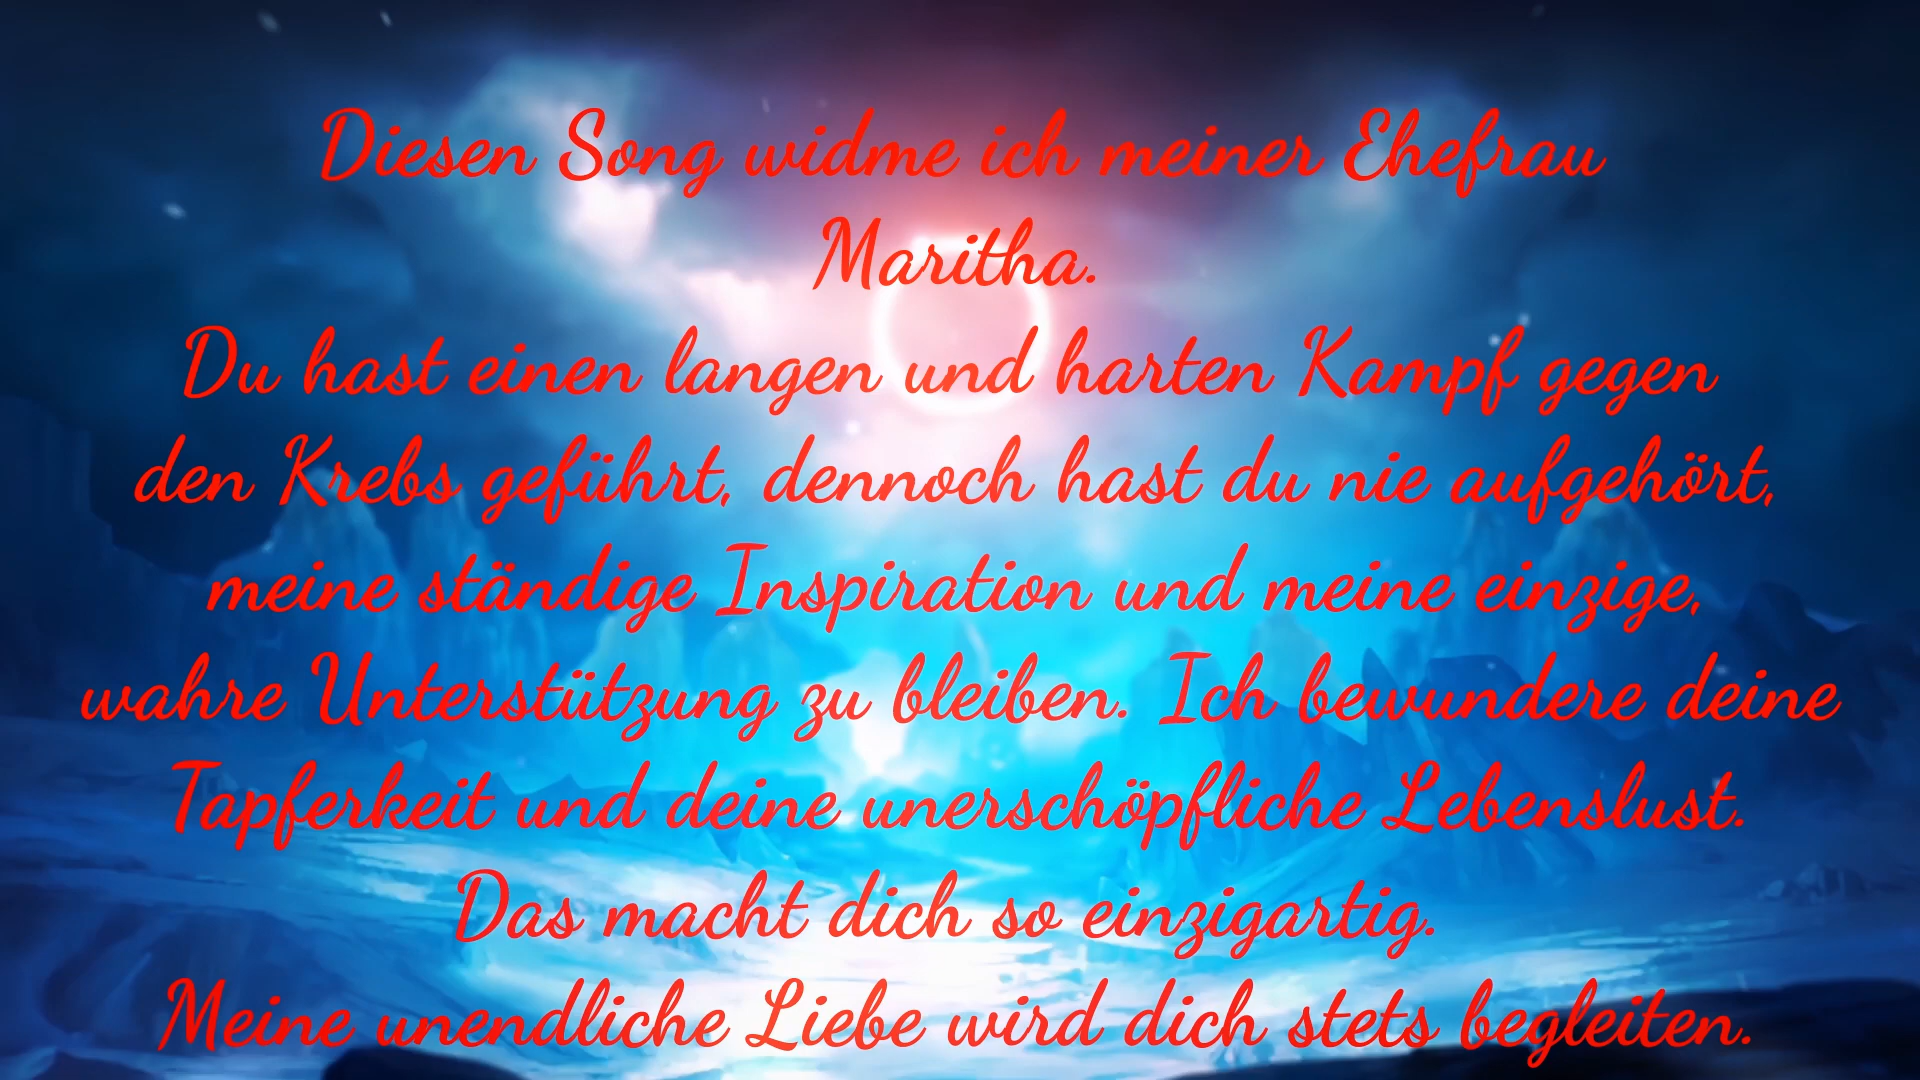 Diesen Song widme ich meiner Ehefrau
Maritha.
Du hast einen langen und harten Kampf gegen
den Krebs geführt, dennoch hast du nie aufgehört,
meine ständige Inspiration und meine einzige,
wahre Unterstützung zu bleiben. Ich bewundere deine
Tapferkeit und deine unerschöpfliche Lebenslust.
Das macht dich so einzigartig.
Meine unendliche Liebe wird dich stets begleiten.